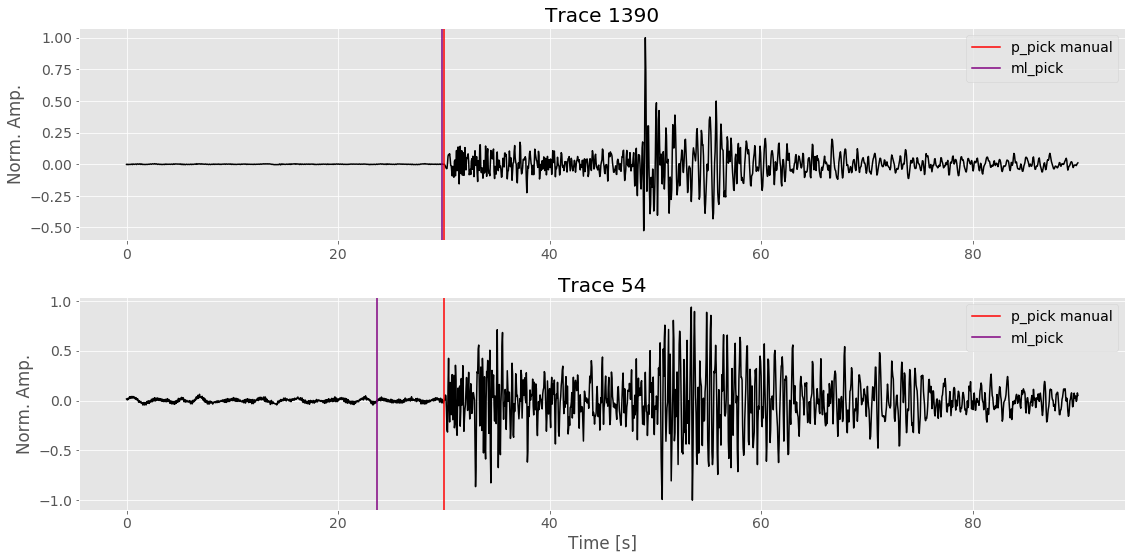 Trace 1390
Norm. Amp.
1.00
0.75
0.50
0.25
0.00
−0.25
−0.50
p_pick manual
ml_pick
0 20 40 60 80
Trace 54
Norm. Amp.
1.0
0.5
0.0
−0.5
−1.0
p_pick manual
ml_pick
0 20 40 60 80
Time [s]